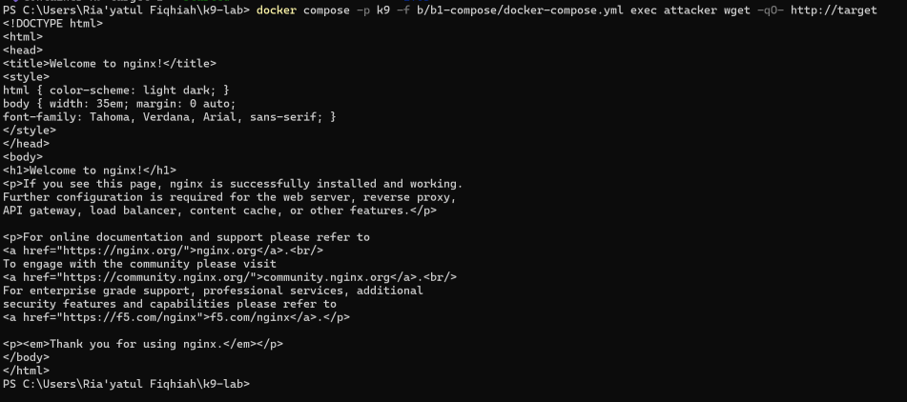 PS C:\Users\Ria'yatul Fiqhiah\k9-lab> docker compose -p k9 -f b/b1-compose/docker-compose.yml exec attacker wget -qO- http://target
<!DOCTYPE html>
<html>
<head>
<title>Welcome to nginx!</title>
<style>
html { color-scheme: light dark; }
body { width: 35em; margin: 0 auto;
font-family: Tahoma, Verdana, Arial, sans-serif; }
</style>
</head>
<body>
<h1>Welcome to nginx!</h1>
<p>If you see this page, nginx is successfully installed and working.
Further configuration is required for the web server, reverse proxy,
API gateway, load balancer, content cache, or other features.</p>

<p>For online documentation and support please refer to
<a href="https://nginx.org/">nginx.org</a>.<br/>
To engage with the community please visit
<a href="https://community.nginx.org/">community.nginx.org</a>.<br/>
For enterprise grade support, professional services, additional
security features and capabilities please refer to
<a href="https://f5.com/nginx">f5.com/nginx</a>.</p>

<p><em>Thank you for using nginx.</em></p>
</body>
</html>
PS C:\Users\Ria'yatul Fiqhiah\k9-lab>